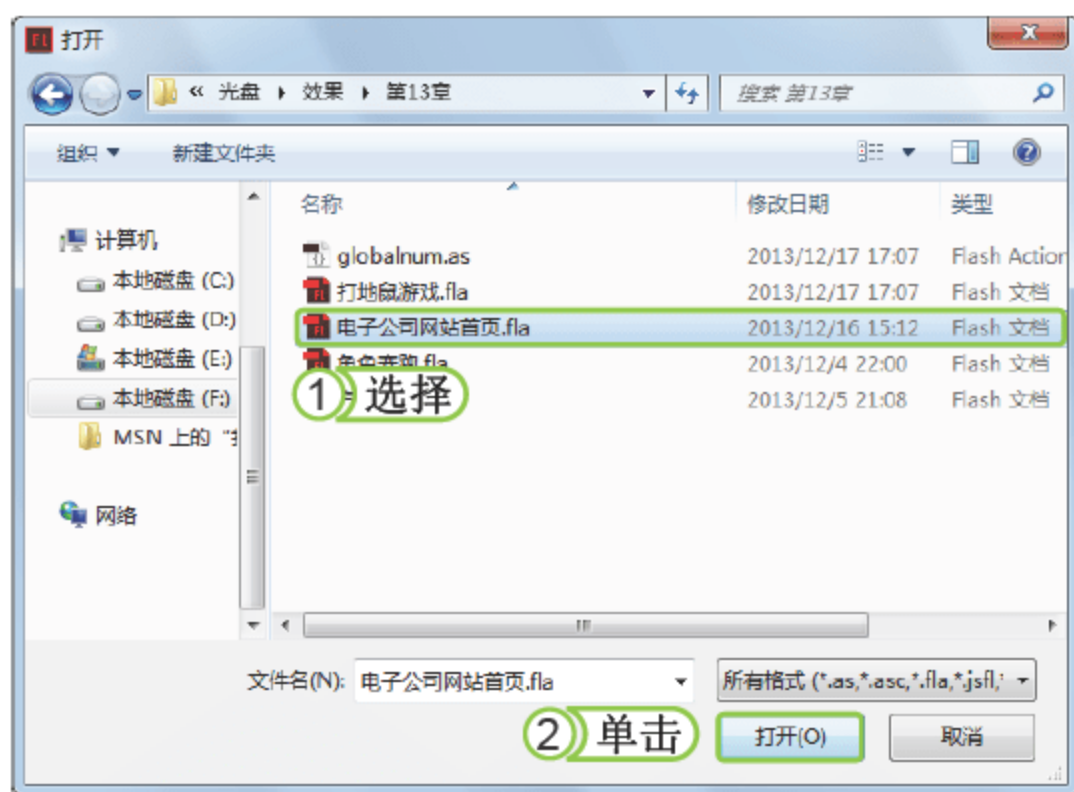 打开
« 光盘 ▸ 效果 ▸ 第13章
搜索 第13章
组织 新建文件夹
名称 修改日期 类型
计算机
本地磁盘 (C:)
本地磁盘 (D:)
本地磁盘 (E:)
本地磁盘 (F:)
MSN 上的 "
网络
globalnum.as 2013/12/17 17:07 Flash Action
打地鼠游戏.fla 2013/12/17 17:07 Flash 文档
电子公司网站首页.fla 2013/12/16 15:12 Flash 文档
.fla 2013/12/4 22:00 Flash 文档
2013/12/5 21:08 Flash 文档
1 选择
文件名(N): 电子公司网站首页.fla 所有格式 (*.as,*.asc,*.fla,*.jsfl,*
2 单击
打开(O) 取消